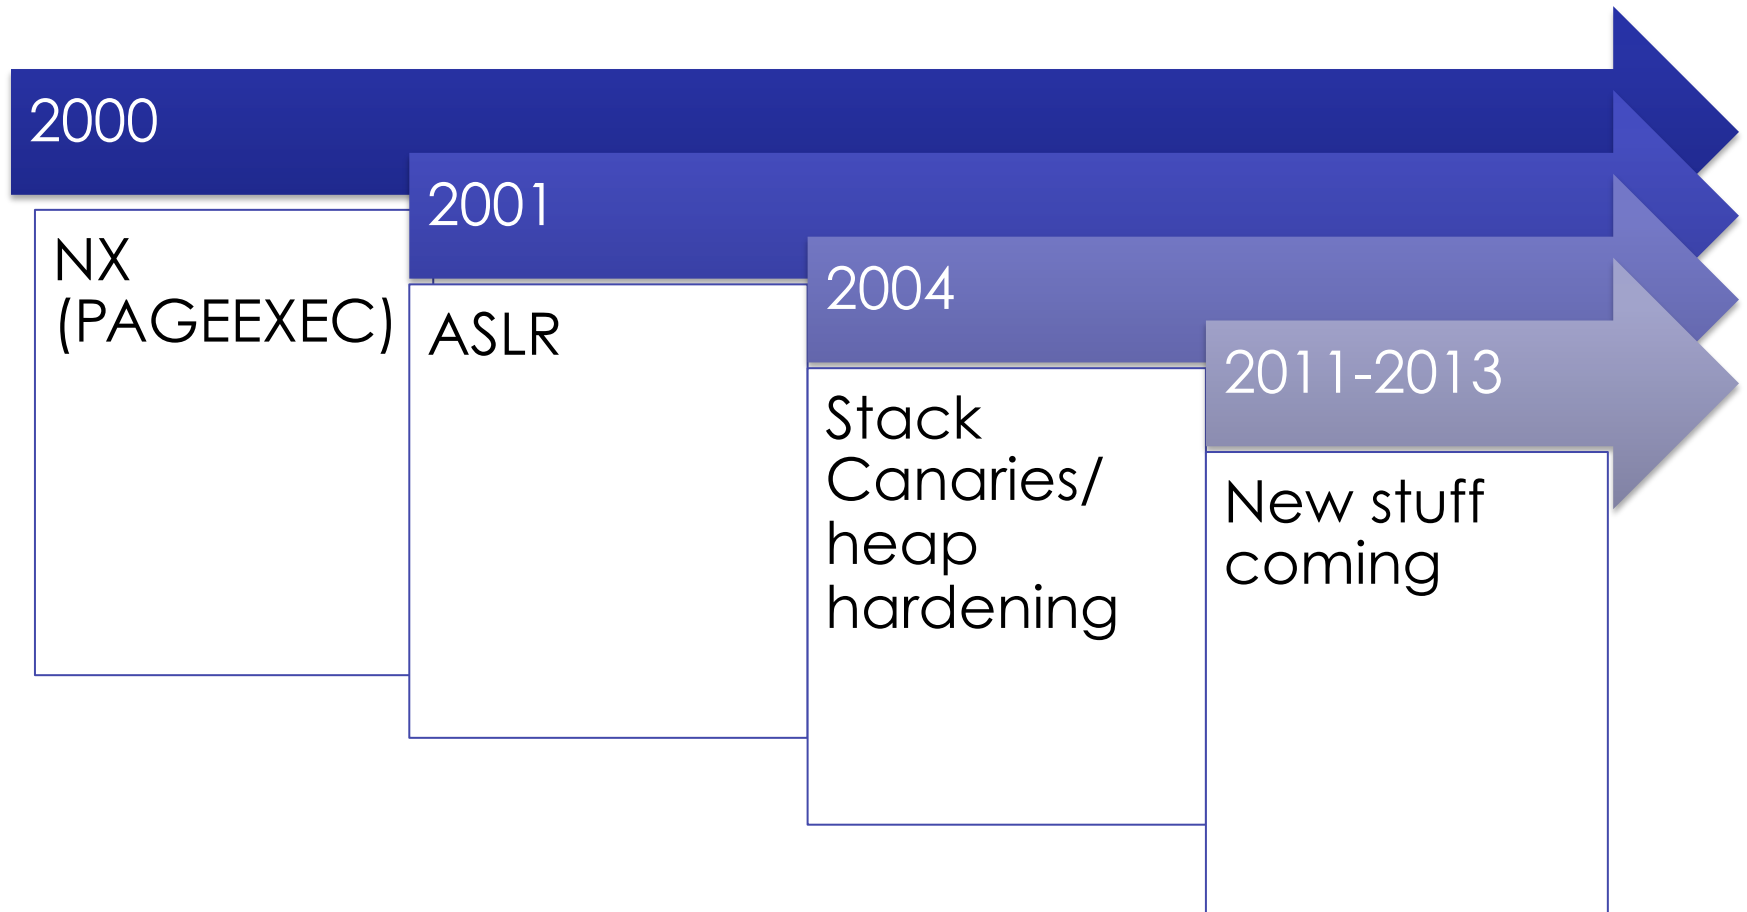 2000
NX
(PAGEEXEC)
2001
ASLR
2004
Stack
Canaries/
heap
hardening
2011-2013
New stuff
coming